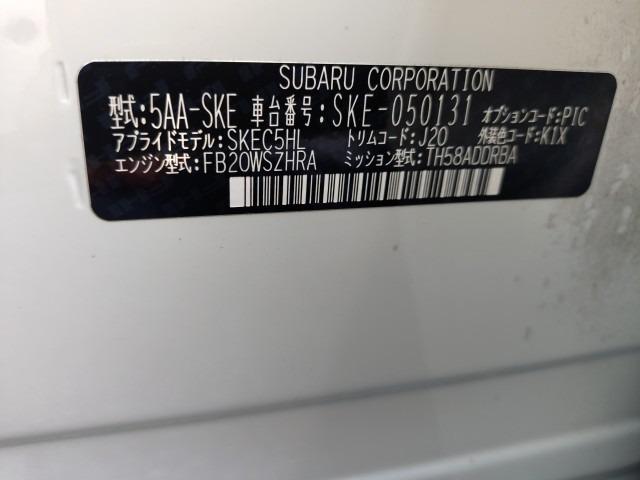 SUBARU CORPORATION
型式:5AA-SKE 車台番号:SKE-050131 オプションコード:PIC
アプライドモデル:SKEC5HL トリムコード:J20 外装色コード:K1X
エンジン型式:FB20WSZHRA ミッション型式:TH58ADDRBA